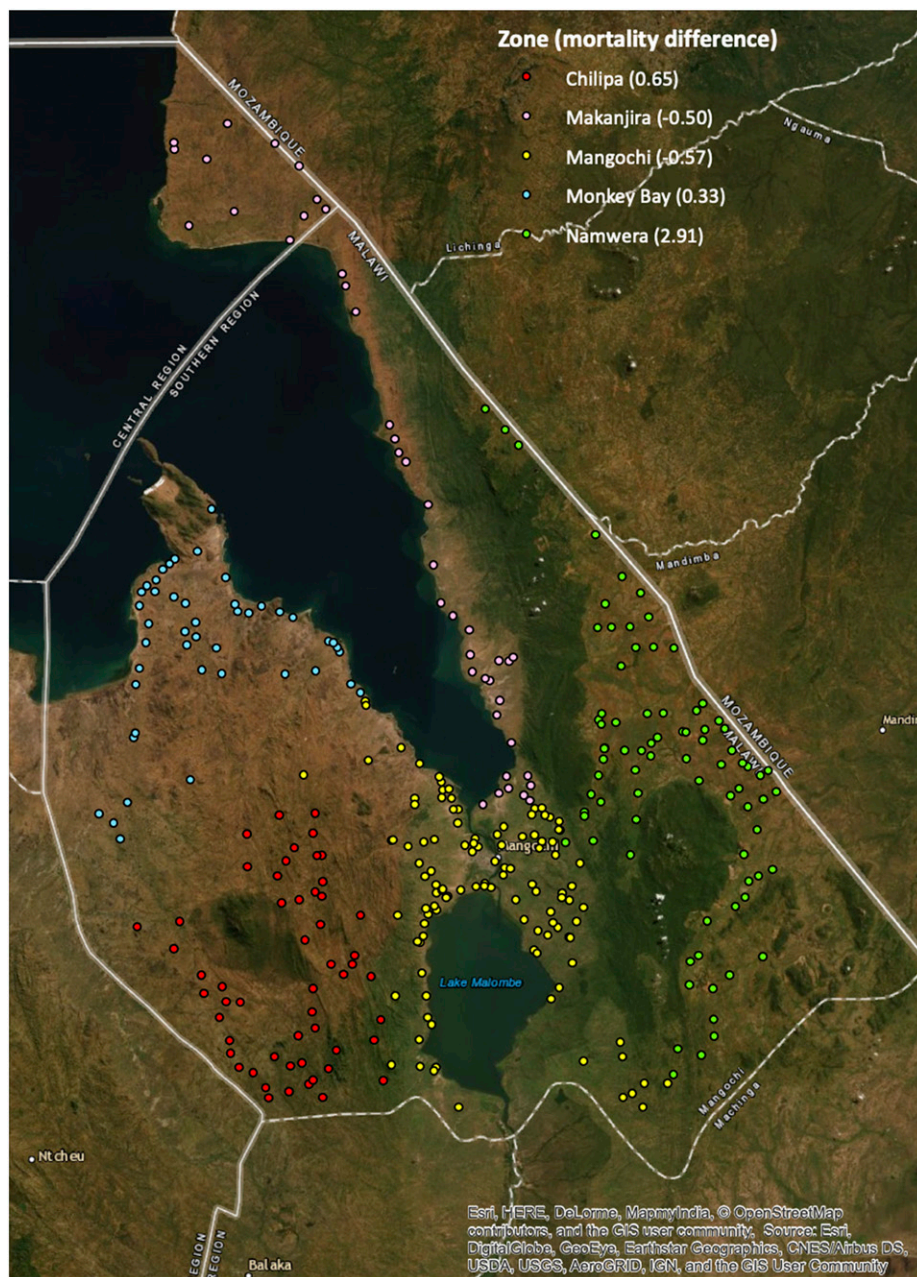 Zone (mortality difference)
Chilipa (0.65)
Makanjira (-0.50)
Mangochi (-0.57)
Monkey Bay (0.33)
Namwera (2.91)
MOZAMBIQUE
MALAWI
Ngauma
Lichinga
CENTRAL REGION
SOUTHERN REGION
Mandimba
MOZAMBIQUE
MALAWI
Lake Malombe
Mangochi
Machinga
Ntcheu
REGION
REGION
Balaka
Esri, HERE, DeLorme, MapmyIndia, © OpenStreetMap
contributors, and the GIS user community, Source: Esri,
DigitalGlobe, GeoEye, Earthstar Geographics, CNES/Airbus DS,
USDA, USGS, AeroGRID, IGN, and the GIS User Community